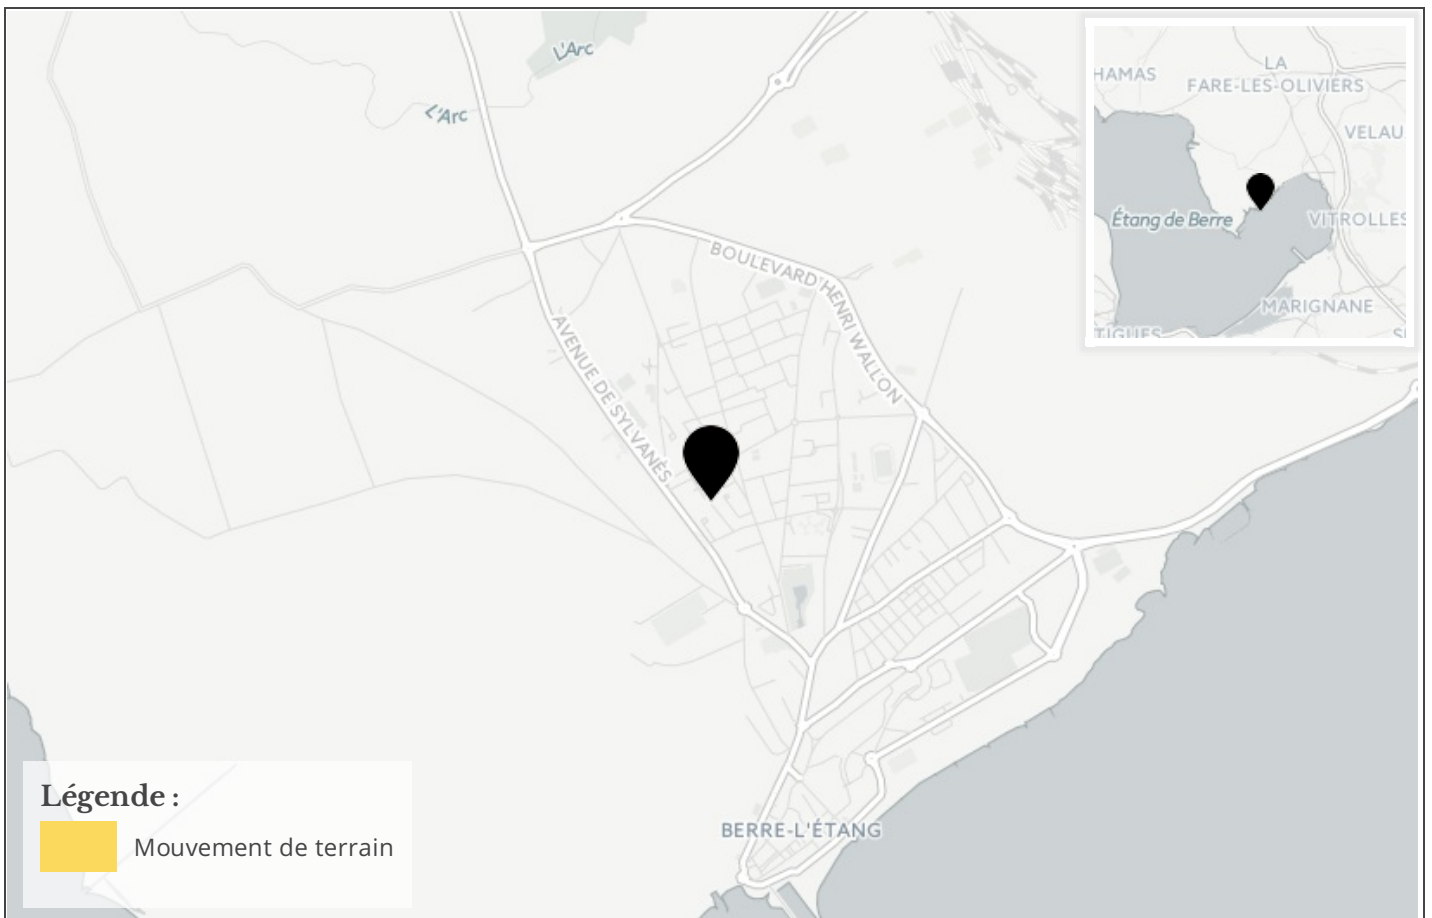 L'Arc
L'Arc
BOULEVARD HENRI WALLON
AVENUE DE SYLVANÈS
BERRE-L'ÉTANG
HAMAS
LA
FARE-LES-OLIVIERS
VELAU
Étang de Berre
VITROLLES
MARIGNANE
TIGUES
S
Légende :
Mouvement de terrain